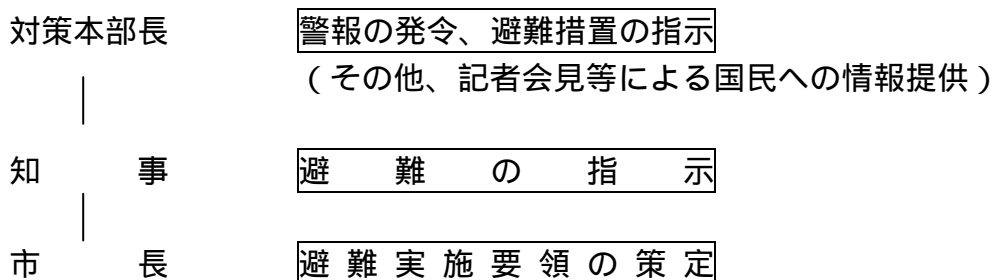 対策本部長 警報の発令、避難措置の指示
(その他、記者会見等による国民への情報提供)
知事 避難の指示
市長 避難実施要領の策定